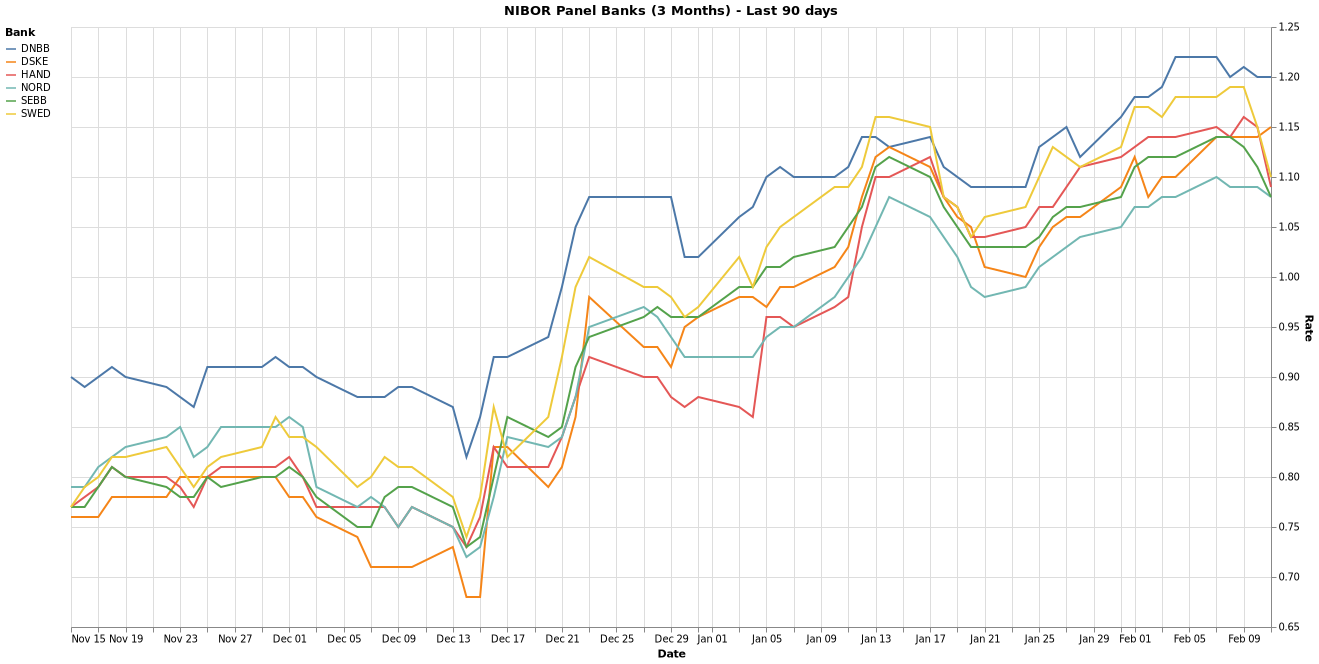 NIBOR Panel Banks (3 Months) - Last 90 days
Bank
DNBB
DSKE
HAND
NORD
SEBB
SWED
1.25
1.20
1.15
1.10
1.05
1.00
0.95
0.90
0.85
0.80
0.75
0.70
0.65
Rate
Nov 15 Nov 19 Nov 23 Nov 27 Dec 01 Dec 05 Dec 09 Dec 13 Dec 17 Dec 21 Dec 25 Dec 29 Jan 01 Jan 05 Jan 09 Jan 13 Jan 17 Jan 21 Jan 25 Jan 29 Feb 01 Feb 05 Feb 09
Date